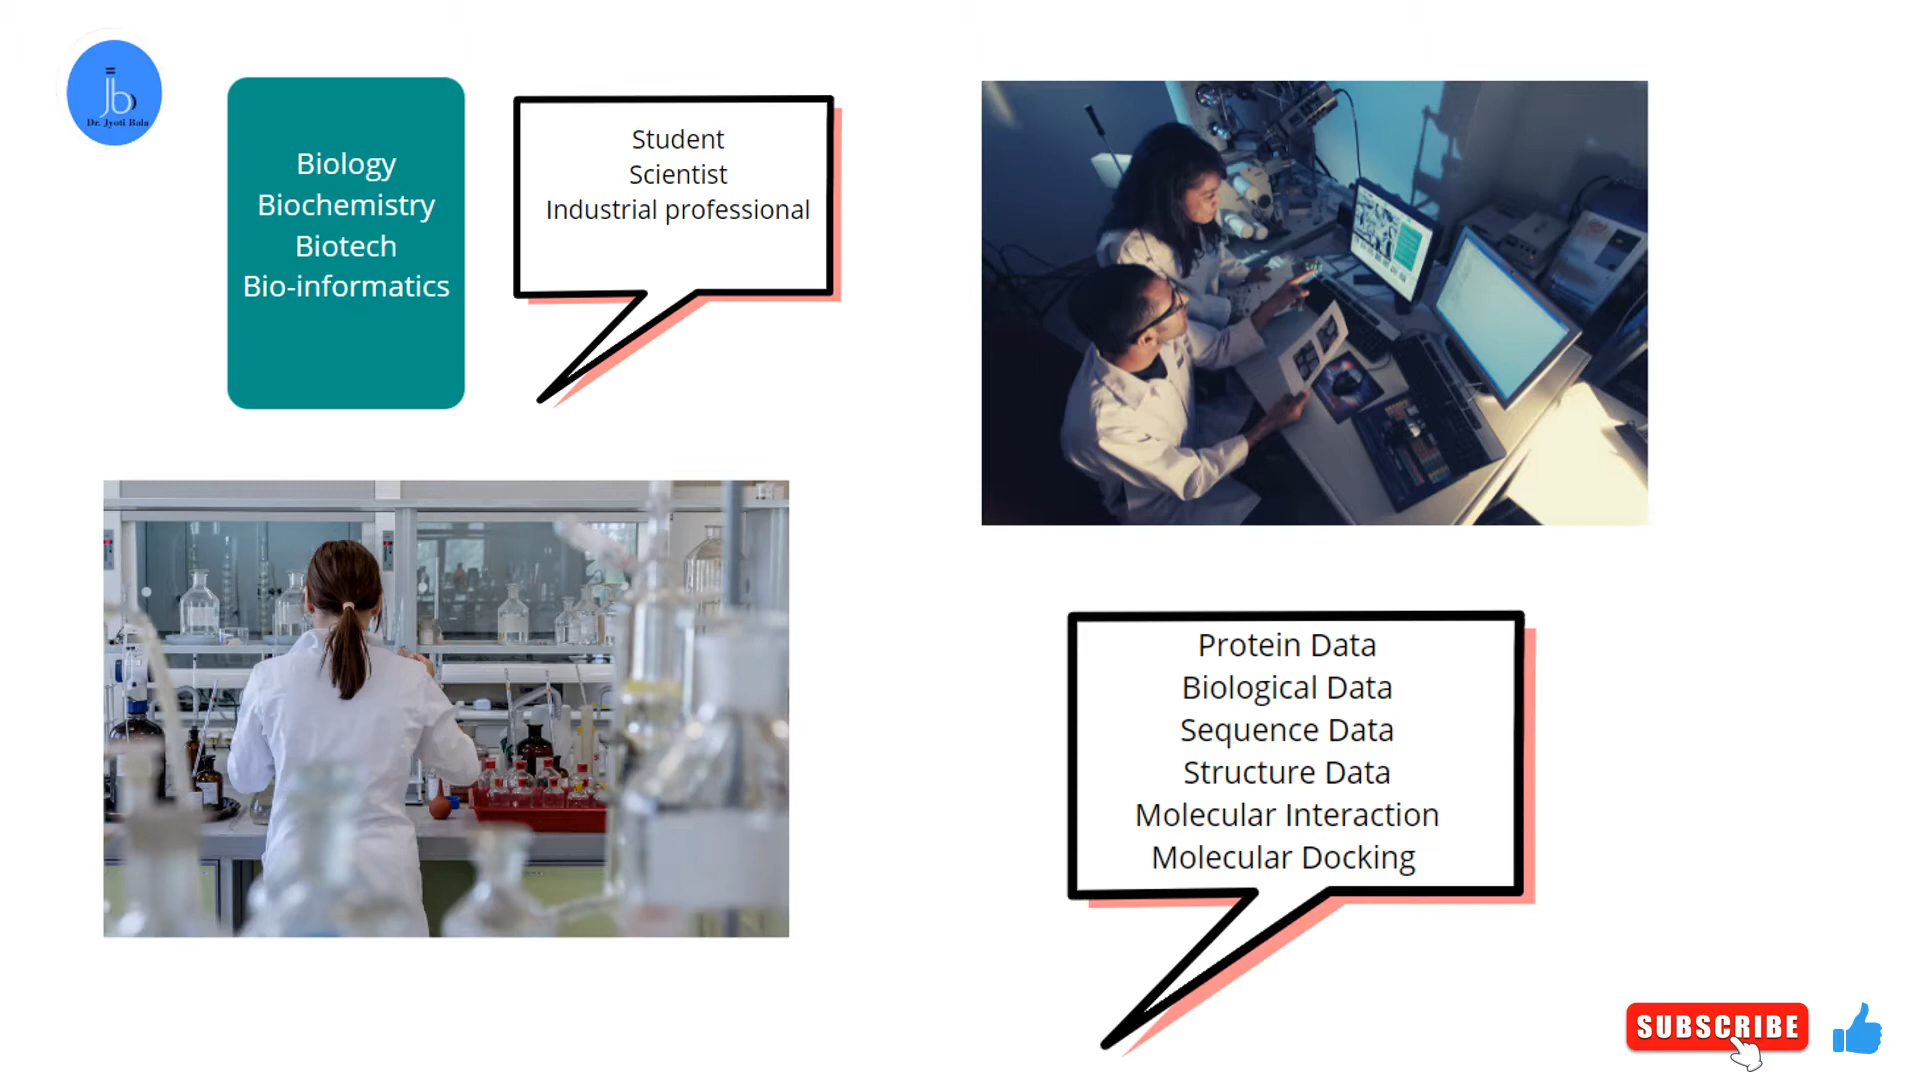 Dr. Jyoti Bala
Biology
Biochemistry
Biotech
Bio-informatics
Student
Scientist
Industrial professional
Protein Data
Biological Data
Sequence Data
Structure Data
Molecular Interaction
Molecular Docking
SUBSCRIBE